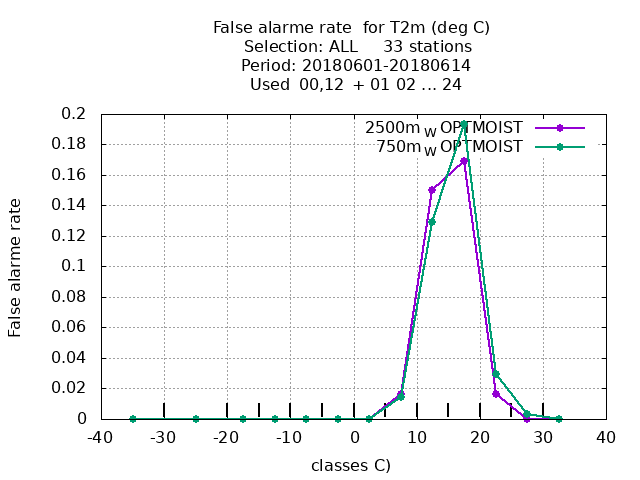 False alarme rate  for T2m (deg C)
Selection: ALL     33 stations
Period: 20180601-20180614
Used  00,12  + 01 02 ... 24
2500m W OPTMOIST
750m W OPTMOIST
False alarme rate
0.2
0.18
0.16
0.14
0.12
0.1
0.08
0.06
0.04
0.02
0
-40 -30 -20 -10 0 10 20 30 40
classes C)